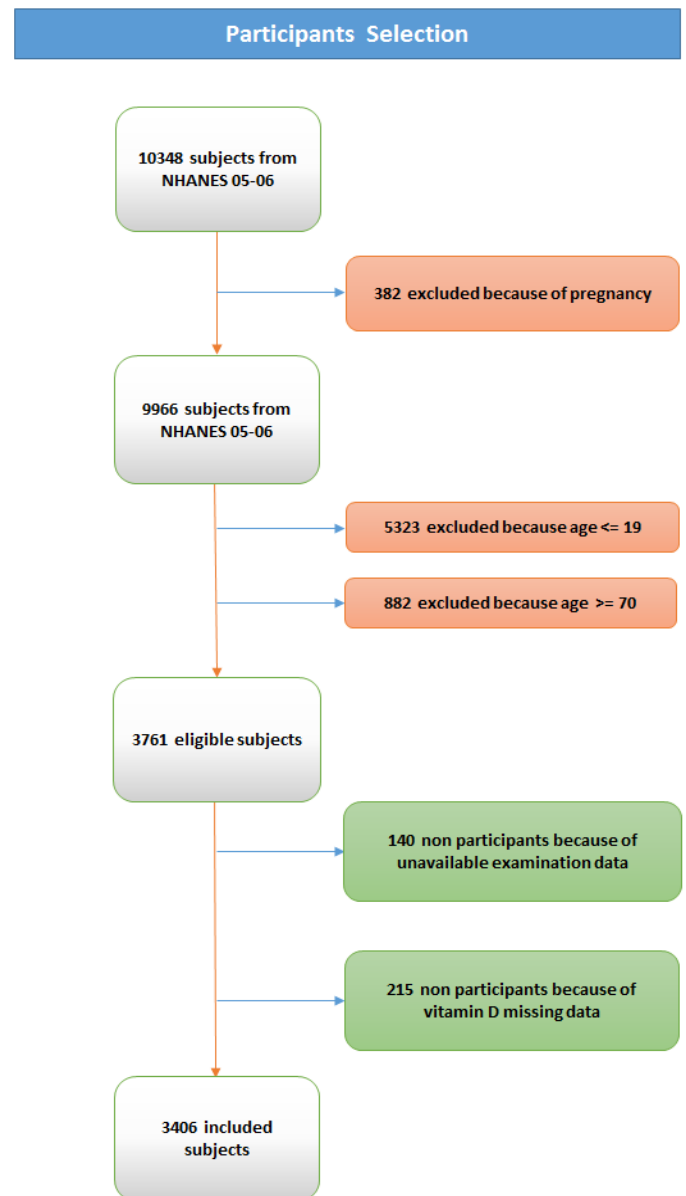 Participants Selection
10348 subjects from
NHANES 05-06
382 excluded because of pregnancy
9966 subjects from
NHANES 05-06
5323 excluded because age <= 19
882 excluded because age >= 70
3761 eligible subjects
140 non participants because of
unavailable examination data
215 non participants because of
vitamin D missing data
3406 included
subjects